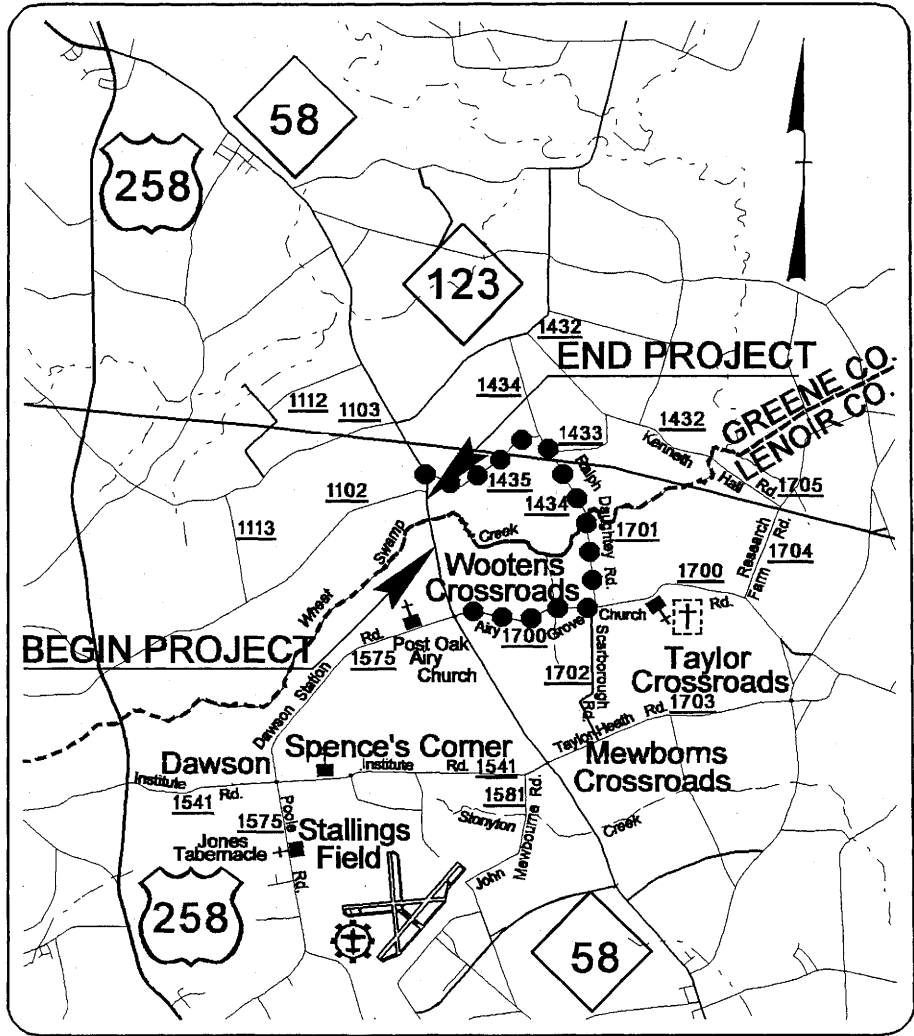 58
258
123
1432
END PROJECT
1434
GREENE CO.
LENOIR CO.
1112
1103
1432
1433
Kenneth
Hall
Rd.
1705
Ralph
1435
1102
1434
Daughtey
Rd.
1701
1113
Swamp
Creek
Wheat
Research
Farm
Rd.
1704
Wootens
Crossroads
1700
Church
Rd.
Airy
1700
Grove
BEGIN PROJECT
Rd.
1575
Post Oak
Airy
Church
Dawson Station
1702
Scarborough
Rd.
Taylor
Crossroads
Taylor-Heath Rd. 1703
Dawson
Spence's Corner
Institute Rd. 1541
Mewborns
Crossroads
Institute
1541
Rd.
1581
Stonyton
Creek
John
Mewbourne
Rd.
1575
Poole
Rd.
Stallings
Field
Jones
Tabernacle
258
58